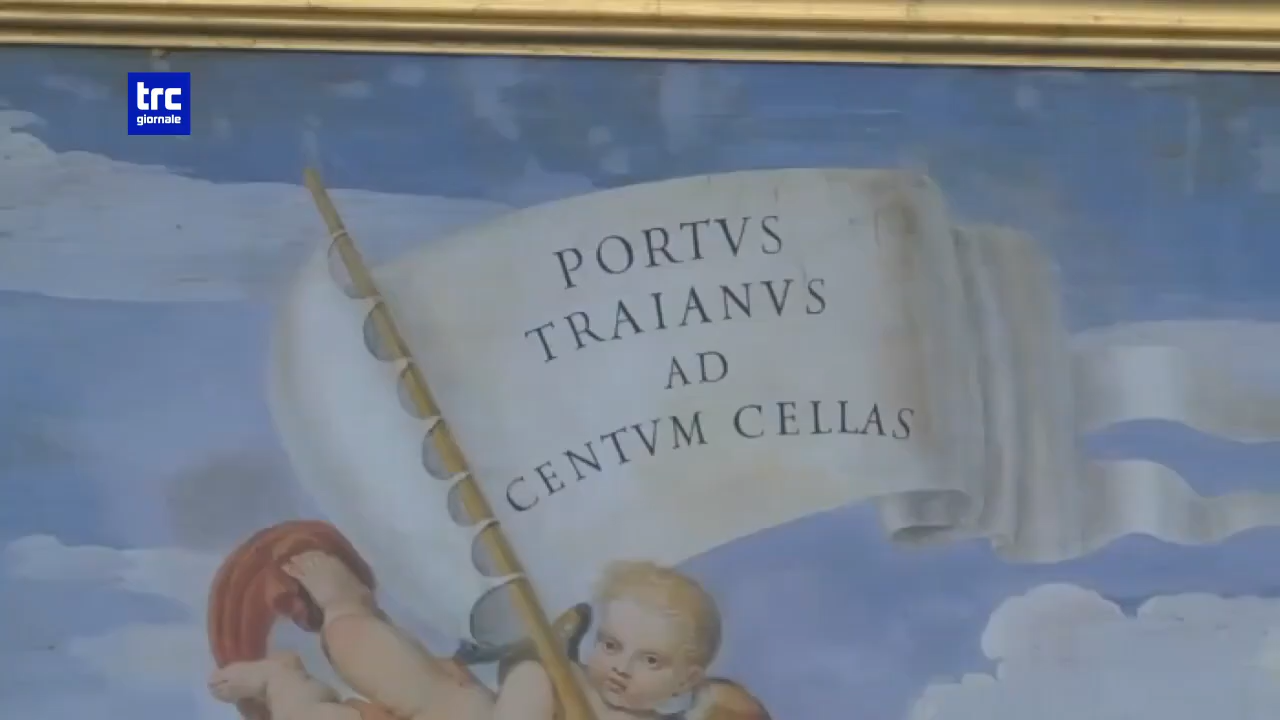 trc
giornale
PORTVS
TRAIANVS
AD
CENTVM CELLAS